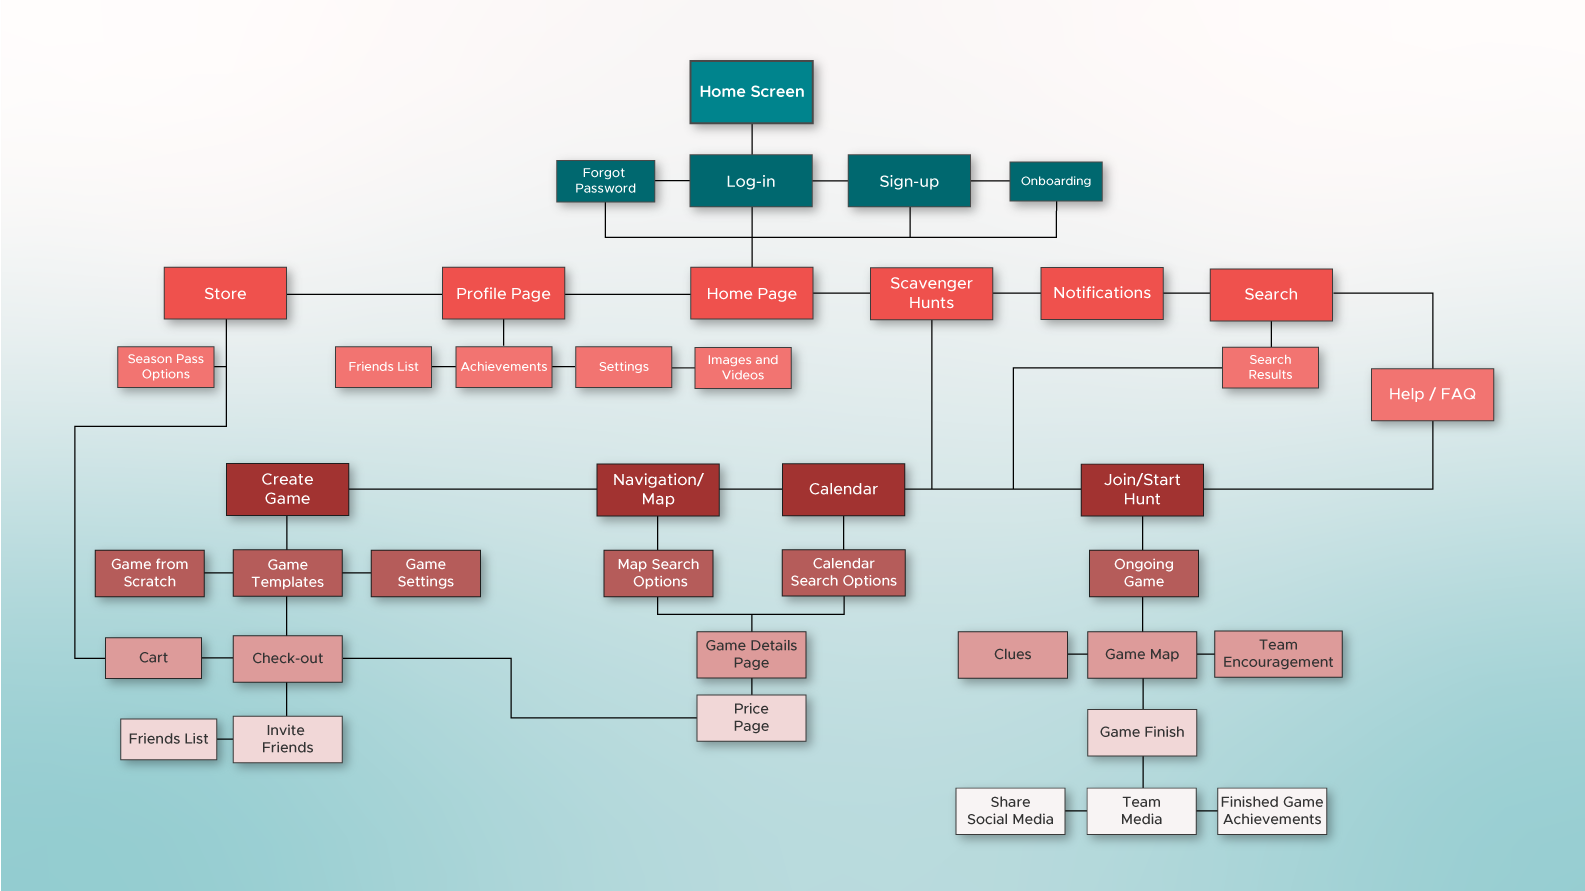 Home Screen
Forgot
Password
Log-in
Sign-up
Onboarding
Store
Profile Page
Home Page
Scavenger
Hunts
Notifications
Search
Season Pass
Options
Friends List
Achievements
Settings
Images and
Videos
Search
Results
Help / FAQ
Create
Game
Navigation/
Map
Calendar
Join/Start
Hunt
Game from
Scratch
Game
Templates
Game
Settings
Map Search
Options
Calendar
Search Options
Ongoing
Game
Cart
Check-out
Game Details
Page
Clues
Game Map
Team
Encouragement
Friends List
Invite
Friends
Price
Page
Game Finish
Share
Social Media
Team
Media
Finished Game
Achievements